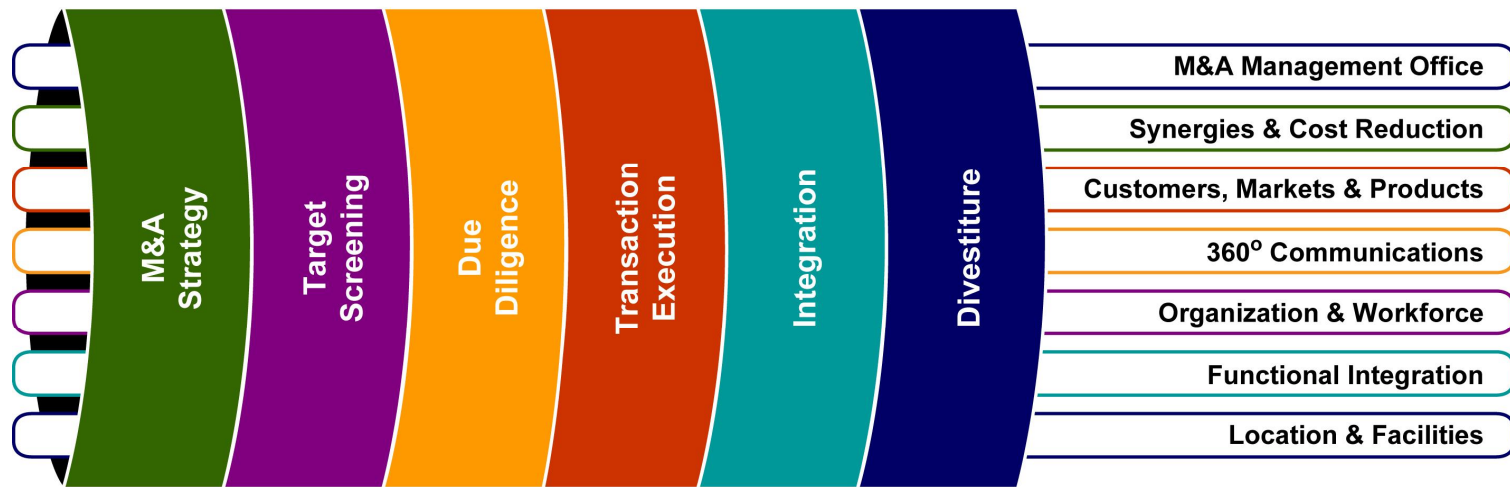 M&A
Strategy
Target
Screening
Due
Diligence
Transaction
Execution
Integration
Divestiture
M&A Management Office
Synergies & Cost Reduction
Customers, Markets & Products
360° Communications
Organization & Workforce
Functional Integration
Location & Facilities